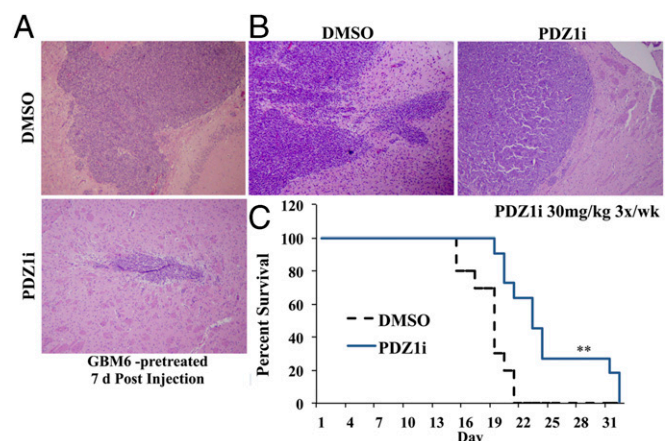 A
B
DMSO
PDZ1i
DMSO
PDZ1i
GBM6 -pretreated
7 d Post Injection
C
PDZ1i 30mg/kg 3x/wk
Percent Survival
120
100
80
60
40
20
0
DMSO
PDZ1i
**
1 4 7 10 13 16 19 22 25 28 31
Day